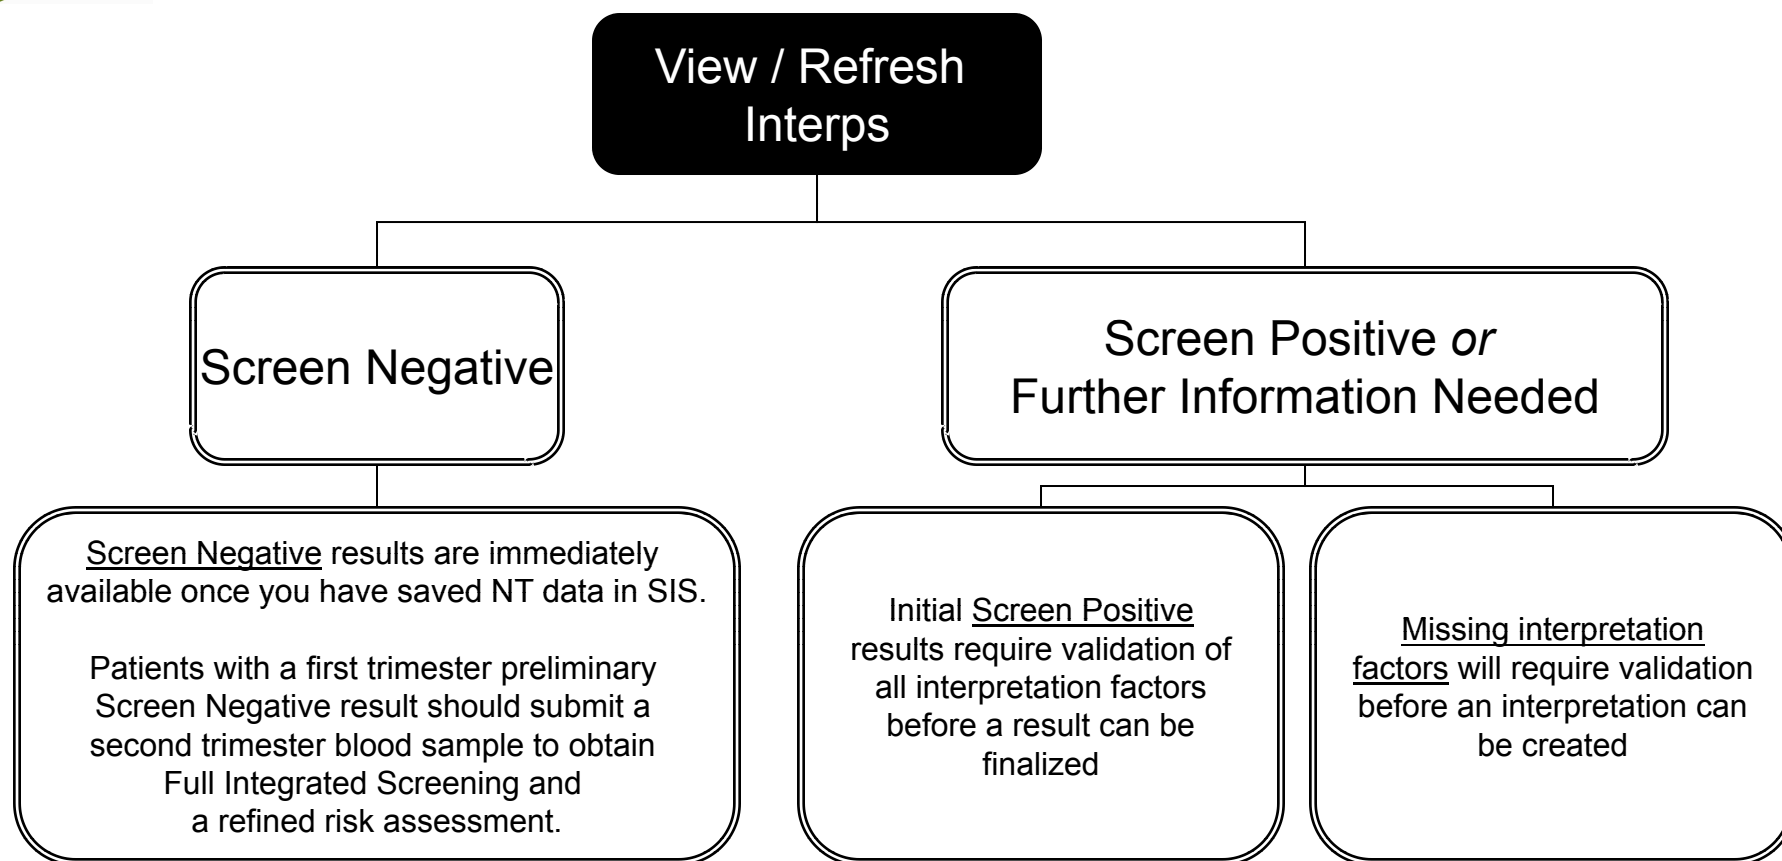 View / Refresh
Interps
Screen Negative
Screen Positive or
Further Information Needed
Screen Negative results are immediately
available once you have saved NT data in SIS.
Patients with a first trimester preliminary
Screen Negative result should submit a
second trimester blood sample to obtain
Full Integrated Screening and
a refined risk assessment.
Initial Screen Positive
results require validation of
all interpretation factors
before a result can be
finalized
Missing interpretation
factors will require validation
before an interpretation can
be created